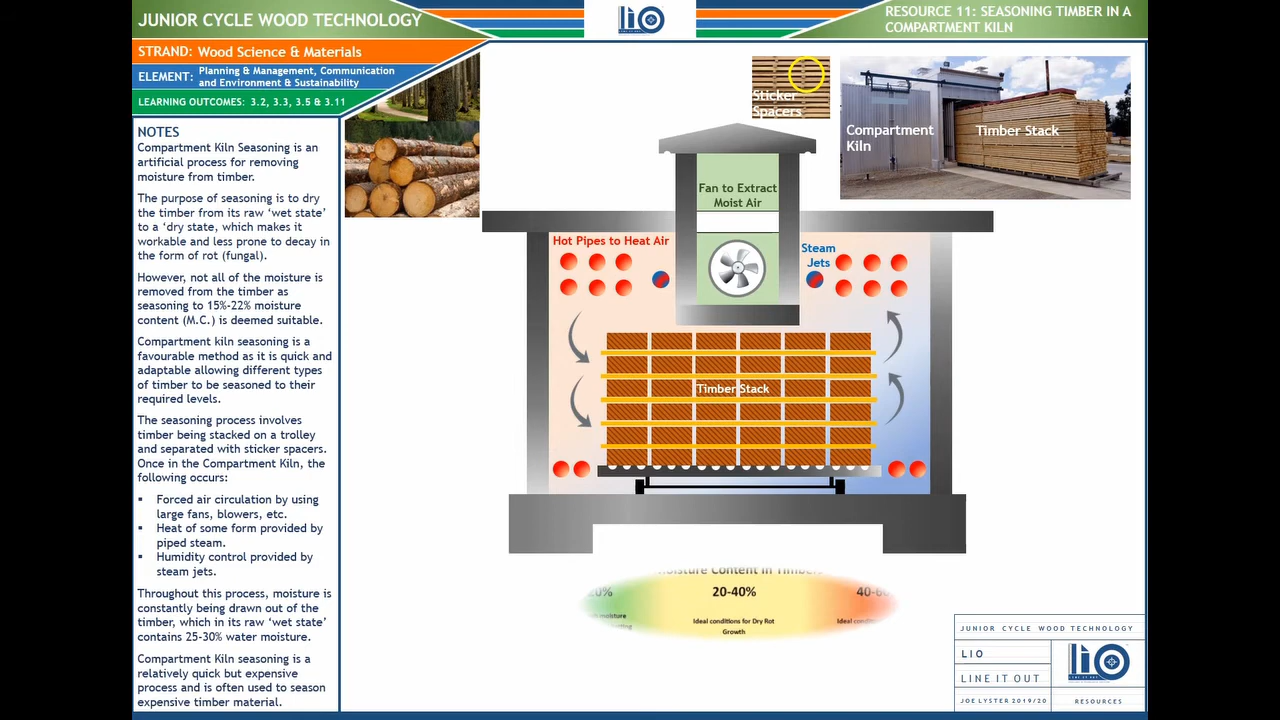 JUNIOR CYCLE WOOD TECHNOLOGY
LIO
RESOURCE 11: SEASONING TIMBER IN A
COMPARTMENT KILN
STRAND: Wood Science & Materials
ELEMENT: Planning & Management, Communication
and Environment & Sustainability
LEARNING OUTCOMES: 3.2, 3.3, 3.5 & 3.11
NOTES
Compartment Kiln Seasoning is an
artificial process for removing
moisture from timber.
The purpose of seasoning is to dry
the timber from its raw ‘wet state’
to a ‘dry state, which makes it
workable and less prone to decay in
the form of rot (fungal).
However, not all of the moisture is
removed from the timber as
seasoning to 15%-22% moisture
content (M.C.) is deemed suitable.
Compartment kiln seasoning is a
favourable method as it is quick and
adaptable allowing different types
of timber to be seasoned to their
required levels.
The seasoning process involves
timber being stacked on a trolley
and separated with sticker spacers.
Once in the Compartment Kiln, the
following occurs:
▪ Forced air circulation by using
large fans, blowers, etc.
▪ Heat of some form provided by
piped steam.
▪ Humidity control provided by
steam jets.
Throughout this process, moisture is
constantly being drawn out of the
timber, which in its raw ‘wet state’
contains 25-30% water moisture.
Compartment Kiln seasoning is a
relatively quick but expensive
process and is often used to season
expensive timber material.
Sticker
Spacers
Compartment
Kiln
Timber Stack
Fan to Extract
Moist Air
Hot Pipes to Heat Air
Steam
Jets
Timber Stack
Content in
20-40%
Ideal conditions for Dry Rot
Growth
JUNIOR CYCLE WOOD TECHNOLOGY
LIO
LINE IT OUT
JOE LYSTER 2019/20
LIO
RESOURCES